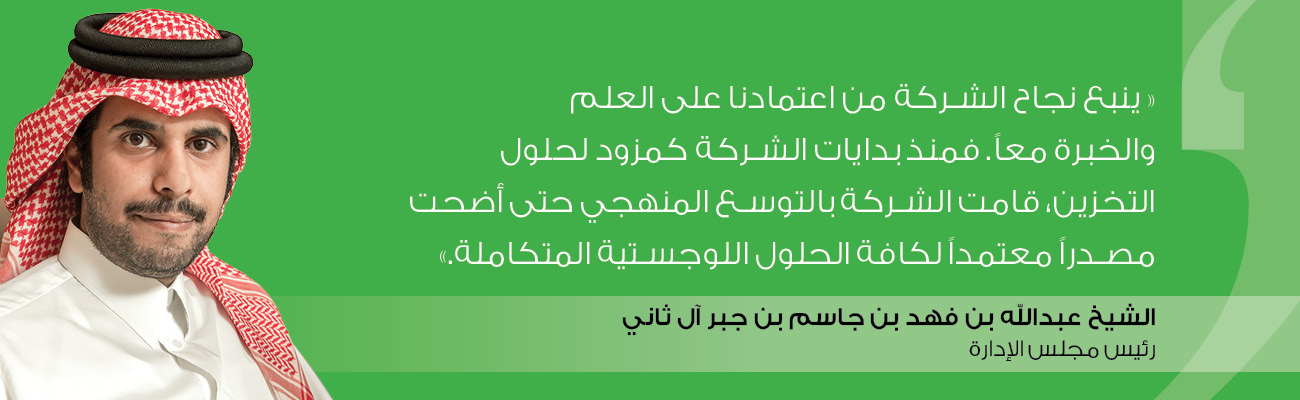 « ينبع نجاح الشركة من اعتمادنا على العلم
والخبرة معاً. فمنذ بدايات الشركة كمزود لحلول
التخزين، قامت الشركة بالتوسع المنهجي حتى أضحت
مصدراً معتمداً لكافة الحلول اللوجستية المتكاملة.»
الشيخ عبدالله بن فهد بن جاسم بن جبر آل ثاني
رئيس مجلس الإدارة